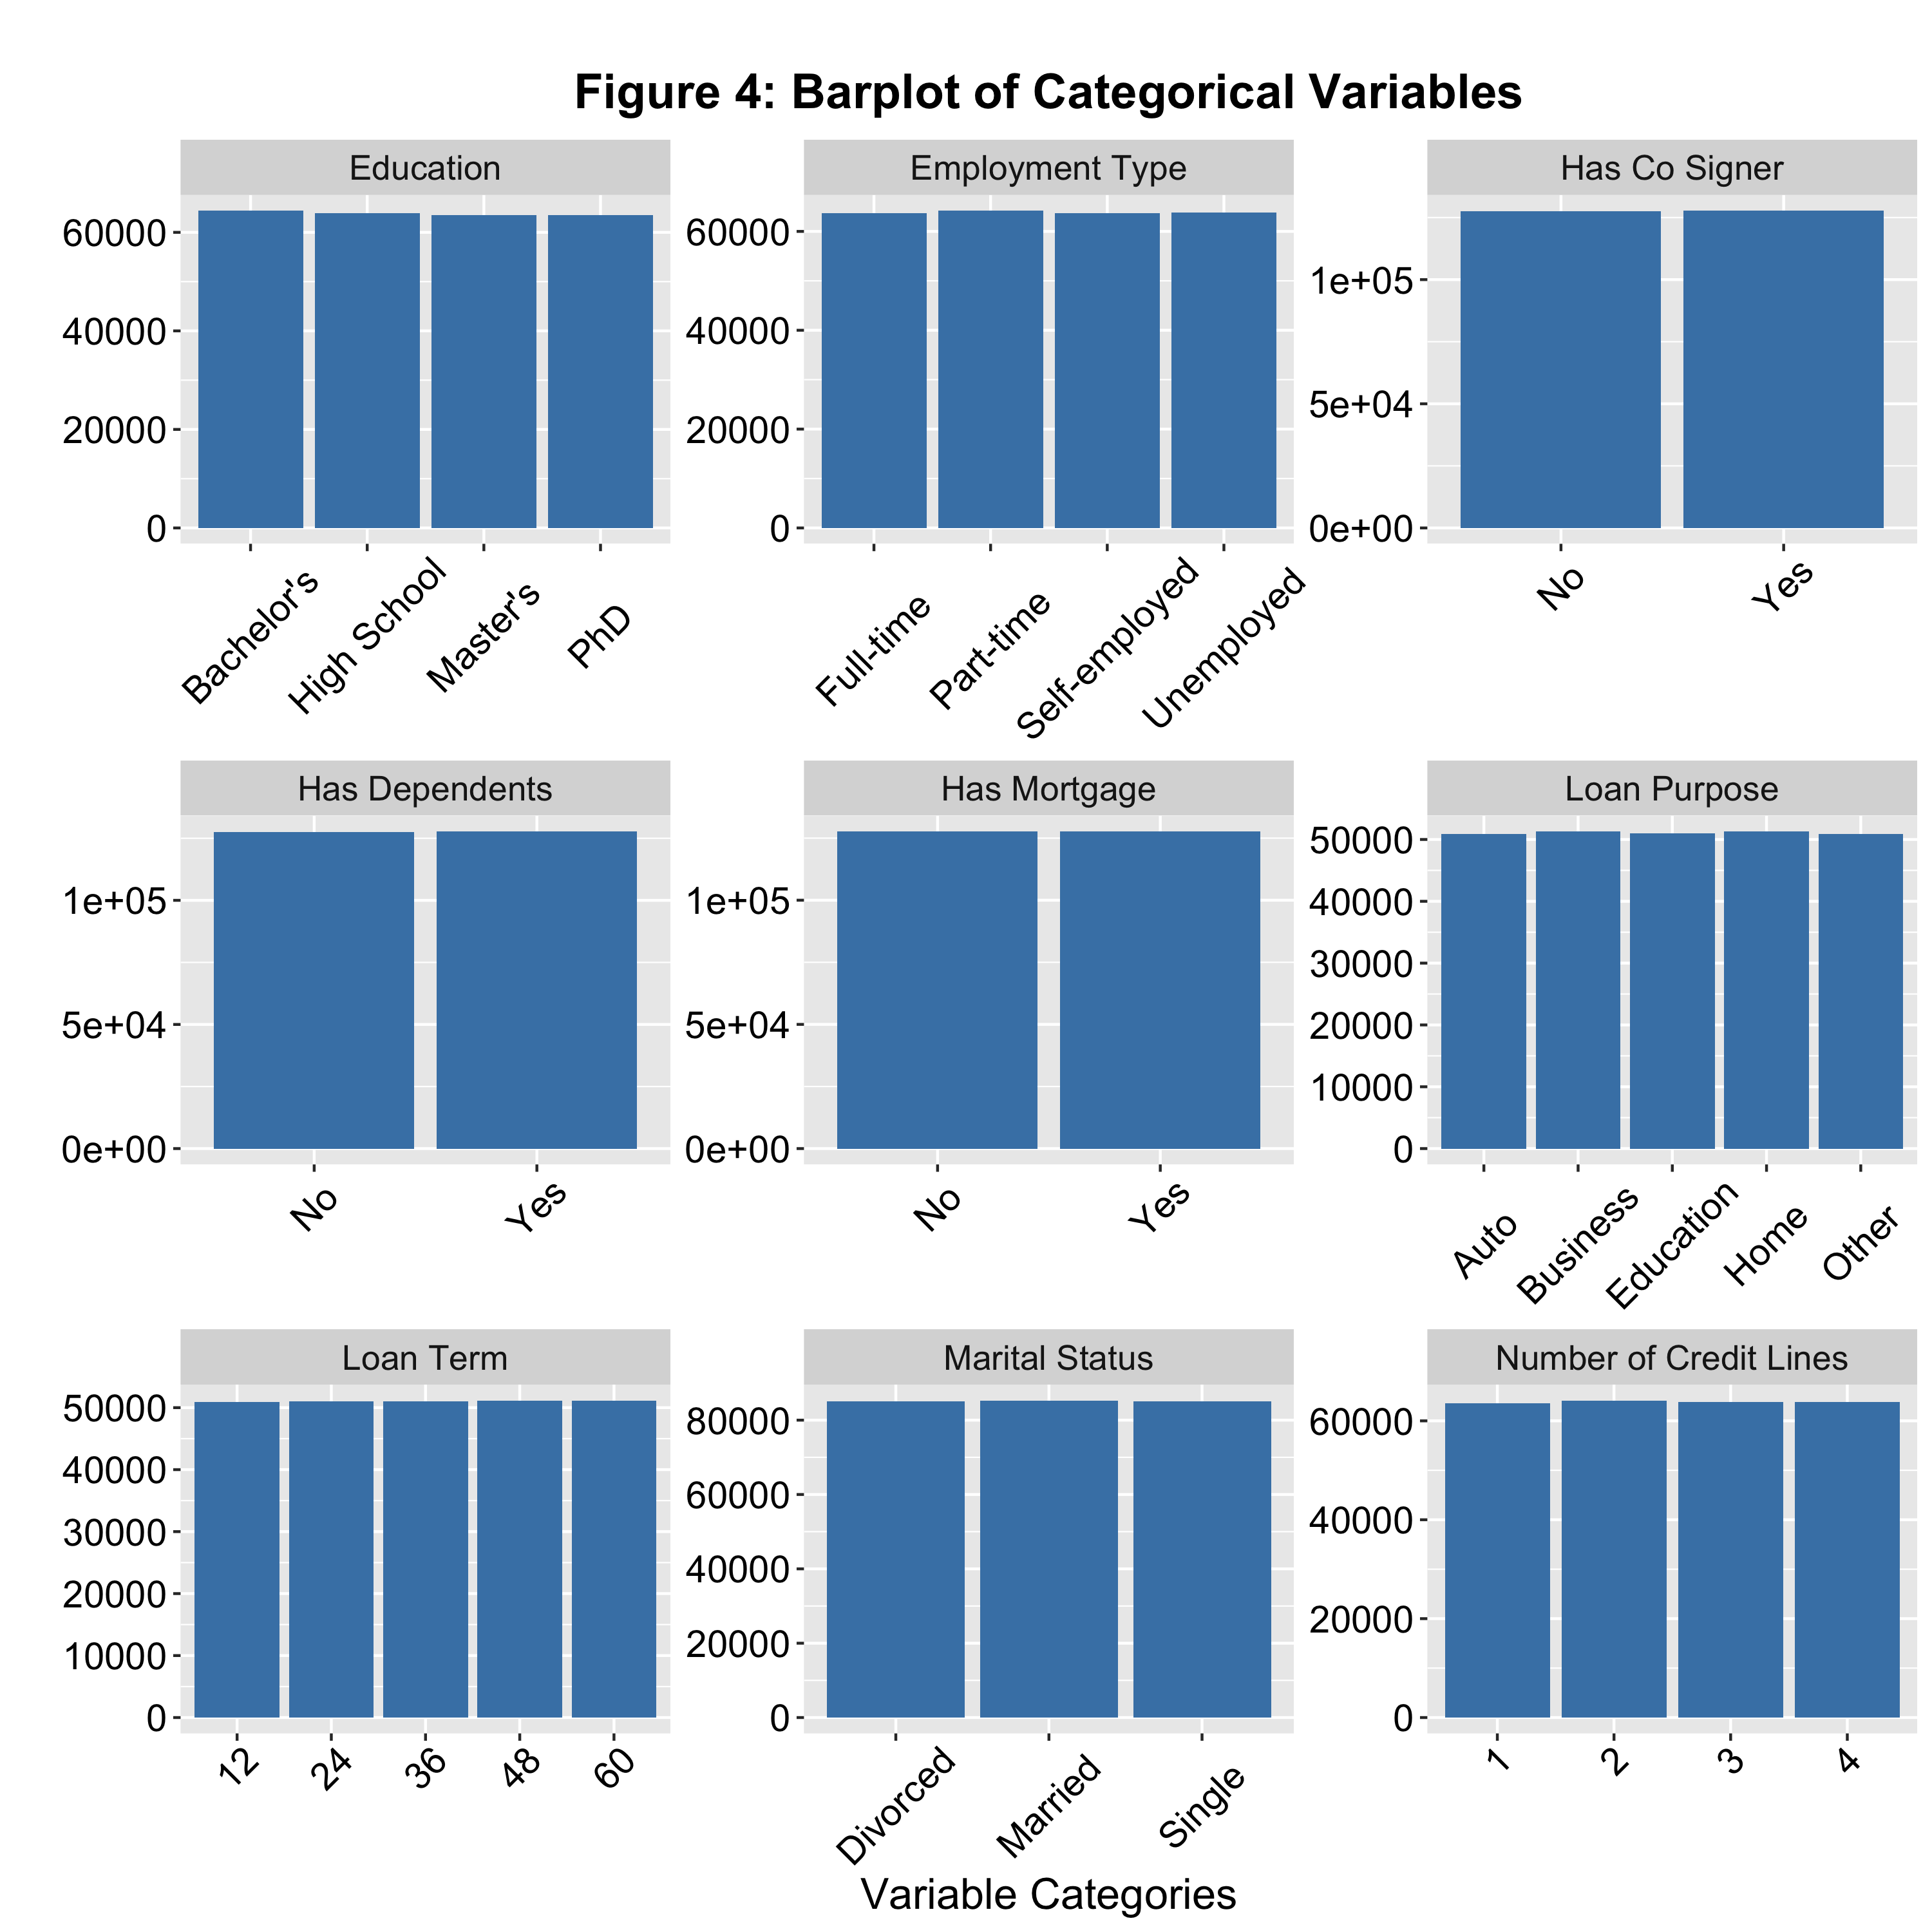 Figure 4: Barplot of Categorical Variables
Education
Employment Type
Has Co Signer
60000
40000
20000
0
Bachelor's
High School
Master's
PhD
60000
40000
20000
0
Full-time
Part-time
Self-employed
Unemployed
1e+05
5e+04
0e+00
No
Yes
Has Dependents
Has Mortgage
Loan Purpose
1e+05
5e+04
0e+00
No
Yes
1e+05
5e+04
0e+00
No
Yes
50000
40000
30000
20000
10000
0
Auto
Business
Education
Home
Other
Loan Term
Marital Status
Number of Credit Lines
50000
40000
30000
20000
10000
0
12
24
36
48
60
80000
60000
40000
20000
0
Divorced
Married
Single
60000
40000
20000
0
1
2
3
4
Variable Categories